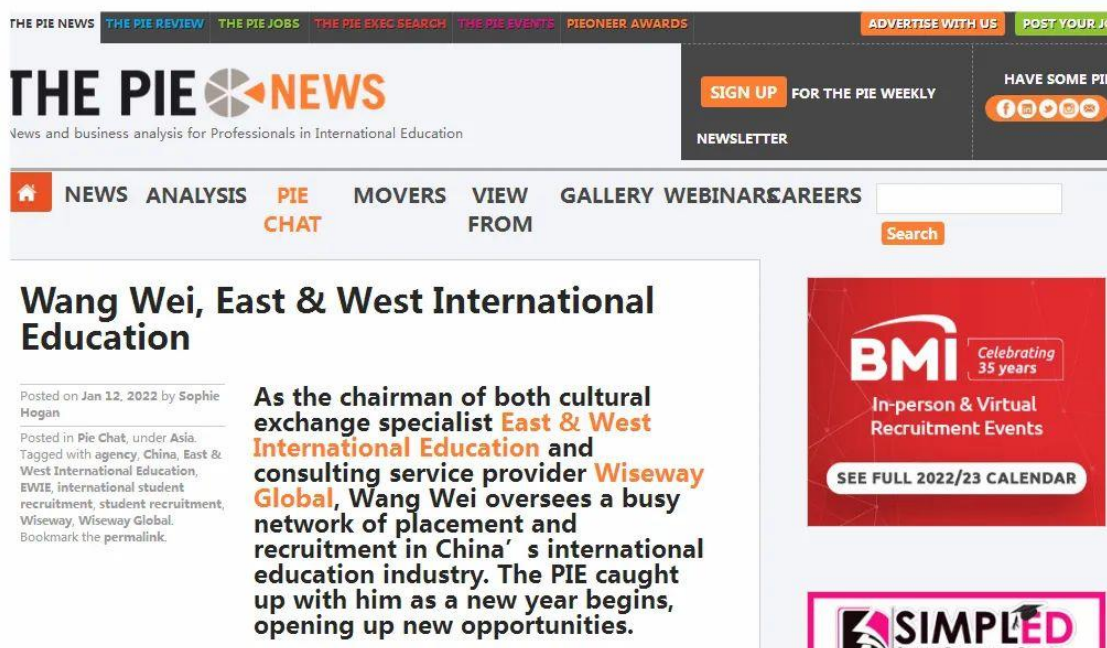 THE PIE NEWS THE PIE REVIEW THE PIE JOBS THE PIE EXEC SEARCH THE PIE EVENTS PIEONEER AWARDS ADVERTISE WITH US POST YOUR
THE PIE NEWS
News and business analysis for Professionals in International Education
SIGN UP FOR THE PIE WEEKLY
NEWSLETTER
HAVE SOME
NEWS ANALYSIS PIE MOVERS VIEW GALLERY WEBINARS CAREERS
CHAT FROM
Search
Wang Wei, East & West International
Education
Posted on Jan 12, 2022 by Sophie
Hogan
Posted in Pie Chat, under Asia.
Tagged with agency, China, East &
West International Education,
EWIE, international student
recruitment, student recruitment,
Wiseway, Wiseway Global.
Bookmark the permalink.
As the chairman of both cultural
exchange specialist East & West
International Education and
consulting service provider Wiseway
Global, Wang Wei oversees a busy
network of placement and
recruitment in China’s international
education industry. The PIE caught
up with him as a new year begins,
opening up new opportunities.
BMI Celebrating
35 years
In-person & Virtual
Recruitment Events
SEE FULL 2022/23 CALENDAR
SIMPLED